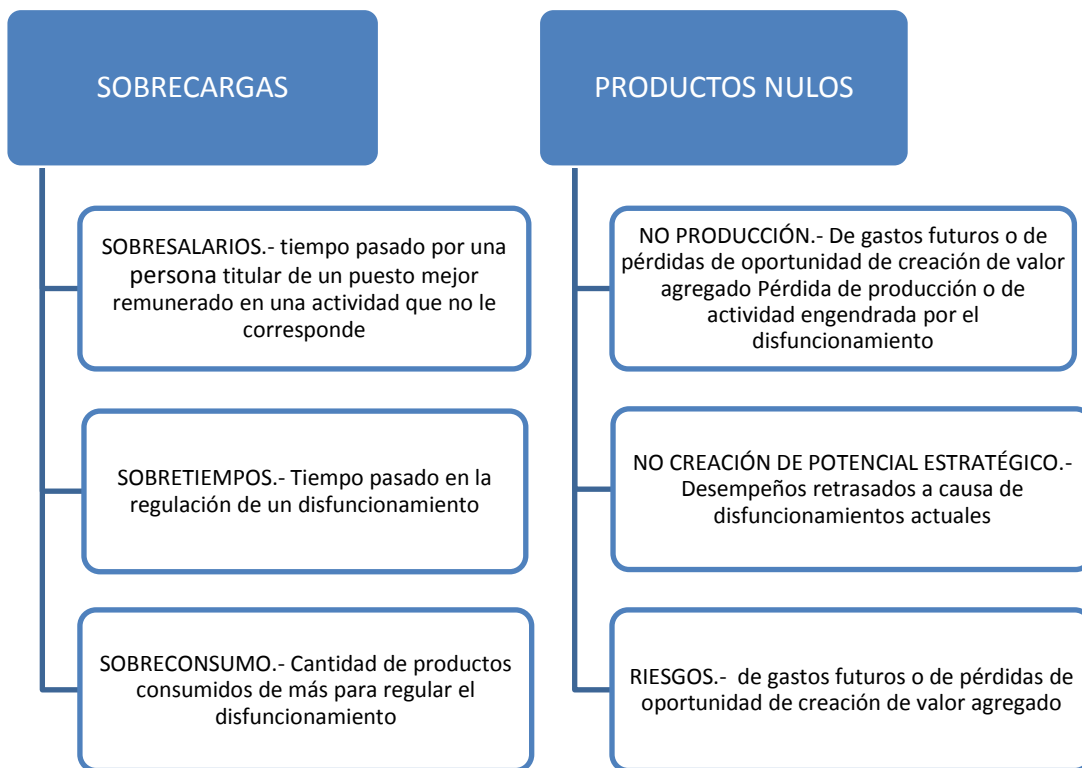 SOBRECARGAS
SOBRESALARIOS.- tiempo pasado por una
persona titular de un puesto mejor
remunerado en una actividad que no le
corresponde
SOBRETIEMPOS.- Tiempo pasado en la
regulación de un disfuncionamiento
SOBRECONSUMO.- Cantidad de productos
consumidos de más para regular el
disfuncionamiento
PRODUCTOS NULOS
NO PRODUCCIÓN.- De gastos futuros o de
pérdidas de oportunidad de creación de valor
agregado Pérdida de producción o de
actividad engendrada por el
disfuncionamiento
NO CREACIÓN DE POTENCIAL ESTRATÉGICO.-
Desempeños retrasados a causa de
disfuncionamientos actuales
RIESGOS.- de gastos futuros o de pérdidas de
oportunidad de creación de valor agregado